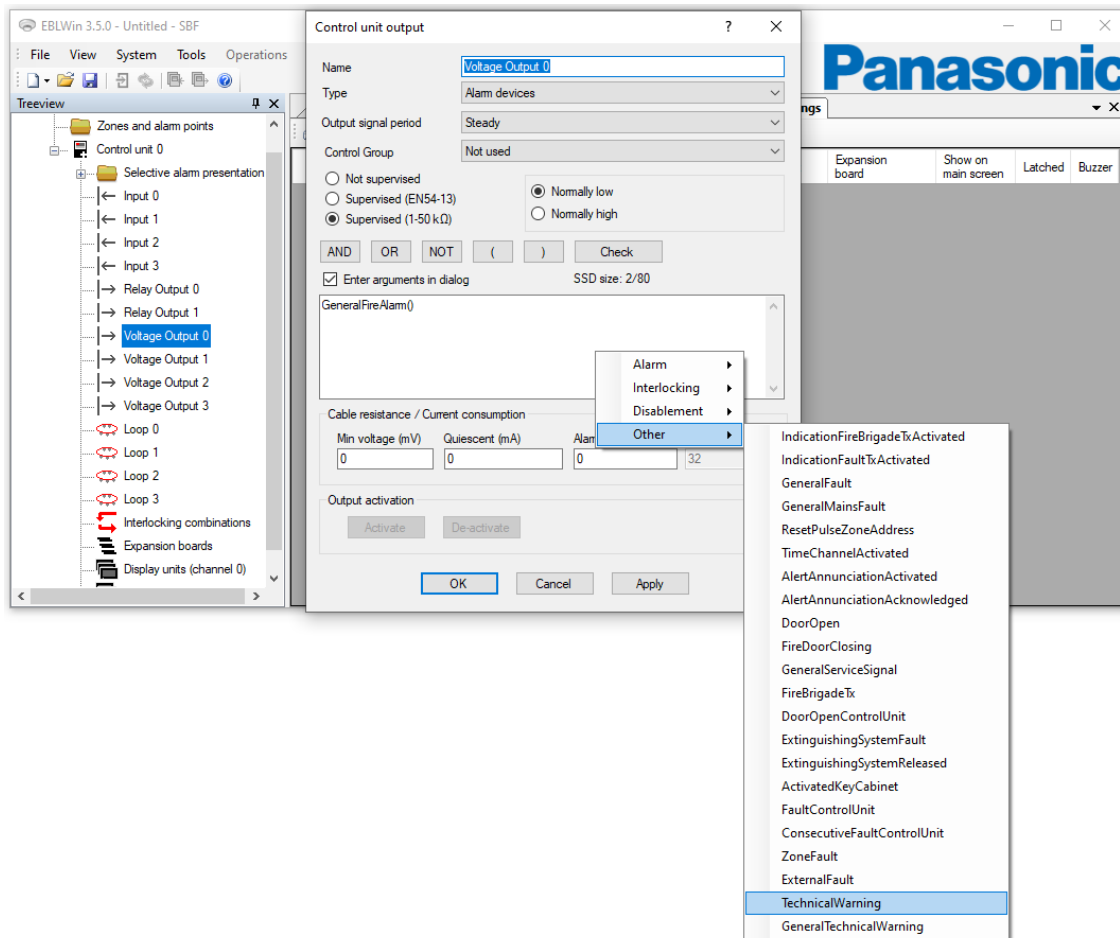 EBLWin 3.5.0 - Untitled - SBF
File View System Tools Operations
Panasonic
Treeview
Zones and alarm points
Control unit 0
Selective alarm presentation
Input 0
Input 1
Input 2
Input 3
Relay Output 0
Relay Output 1
Voltage Output 0
Voltage Output 1
Voltage Output 2
Voltage Output 3
Loop 0
Loop 1
Loop 2
Loop 3
Interlocking combinations
Expansion boards
Display units (channel 0)
Control unit output
Name Voltage Output 0
Type Alarm devices
Output signal period Steady
Control Group Not used
Not supervised
Supervised (EN54-13)
Supervised (1-50 kΩ)
Normally low
Normally high
AND OR NOT ( ) Check
Enter arguments in dialog SSD size: 2/80
GeneralFireAlarm()
Cable resistance / Current consumption
Min voltage (mV) Quiescent (mA) Alar
0 0 0 32
Output activation
Activate De-activate
OK Cancel Apply
ngs
Expansion board Show on main screen Latched Buzzer
Alarm
Interlocking
Disablement
Other
IndicationFireBrigadeTxActivated
IndicationFaultTxActivated
GeneralFault
GeneralMainsFault
ResetPulseZoneAddress
TimeChannelActivated
AlertAnnunciationActivated
AlertAnnunciationAcknowledged
DoorOpen
FireDoorClosing
GeneralServiceSignal
FireBrigadeTx
DoorOpenControlUnit
ExtinguishingSystemFault
ExtinguishingSystemReleased
ActivatedKeyCabinet
FaultControlUnit
ConsecutiveFaultControlUnit
ZoneFault
ExternalFault
TechnicalWarning
GeneralTechnicalWarning